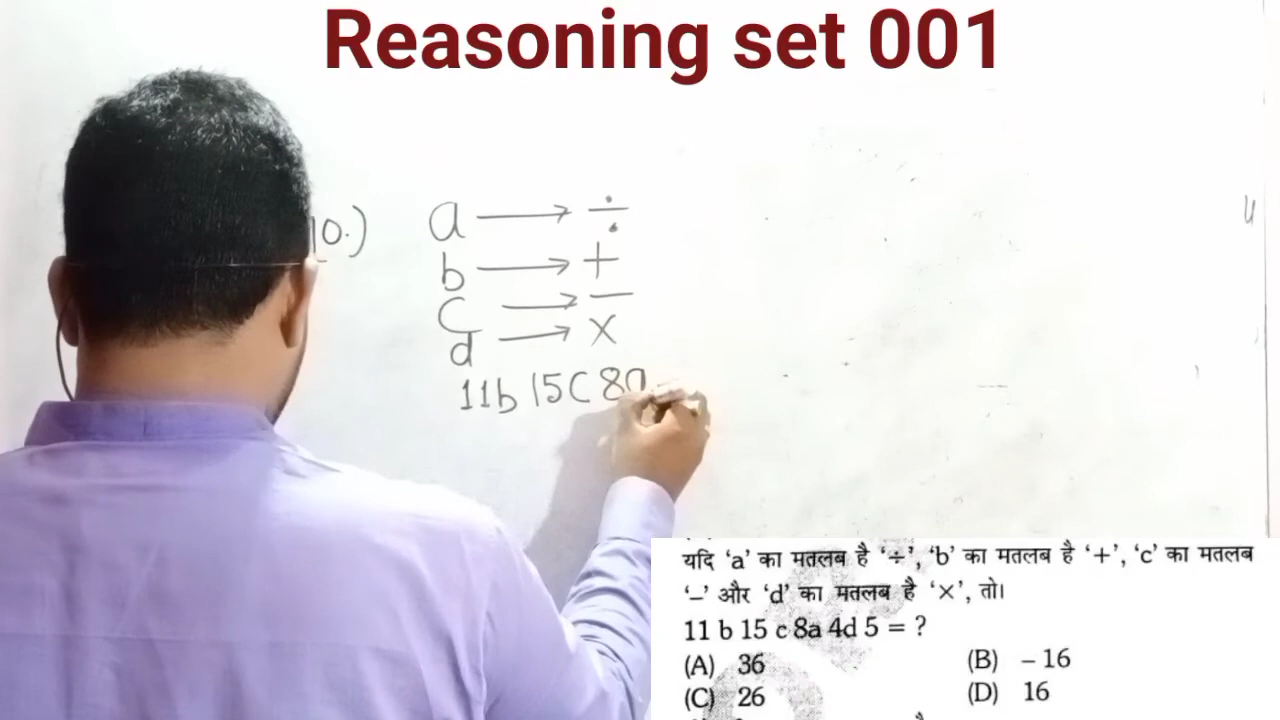 Reasoning set 001
10.) a → ÷
b → +
c → −
d → ×
11b 15c 8a
यदि 'a' का मतलब है '÷', 'b' का मतलब है '+', 'c' का मतलब
'–' और 'd' का मतलब है '×', तो।
11 b 15 c 8a 4d 5 = ?
(A) 36 (B) – 16
(C) 26 (D) 16